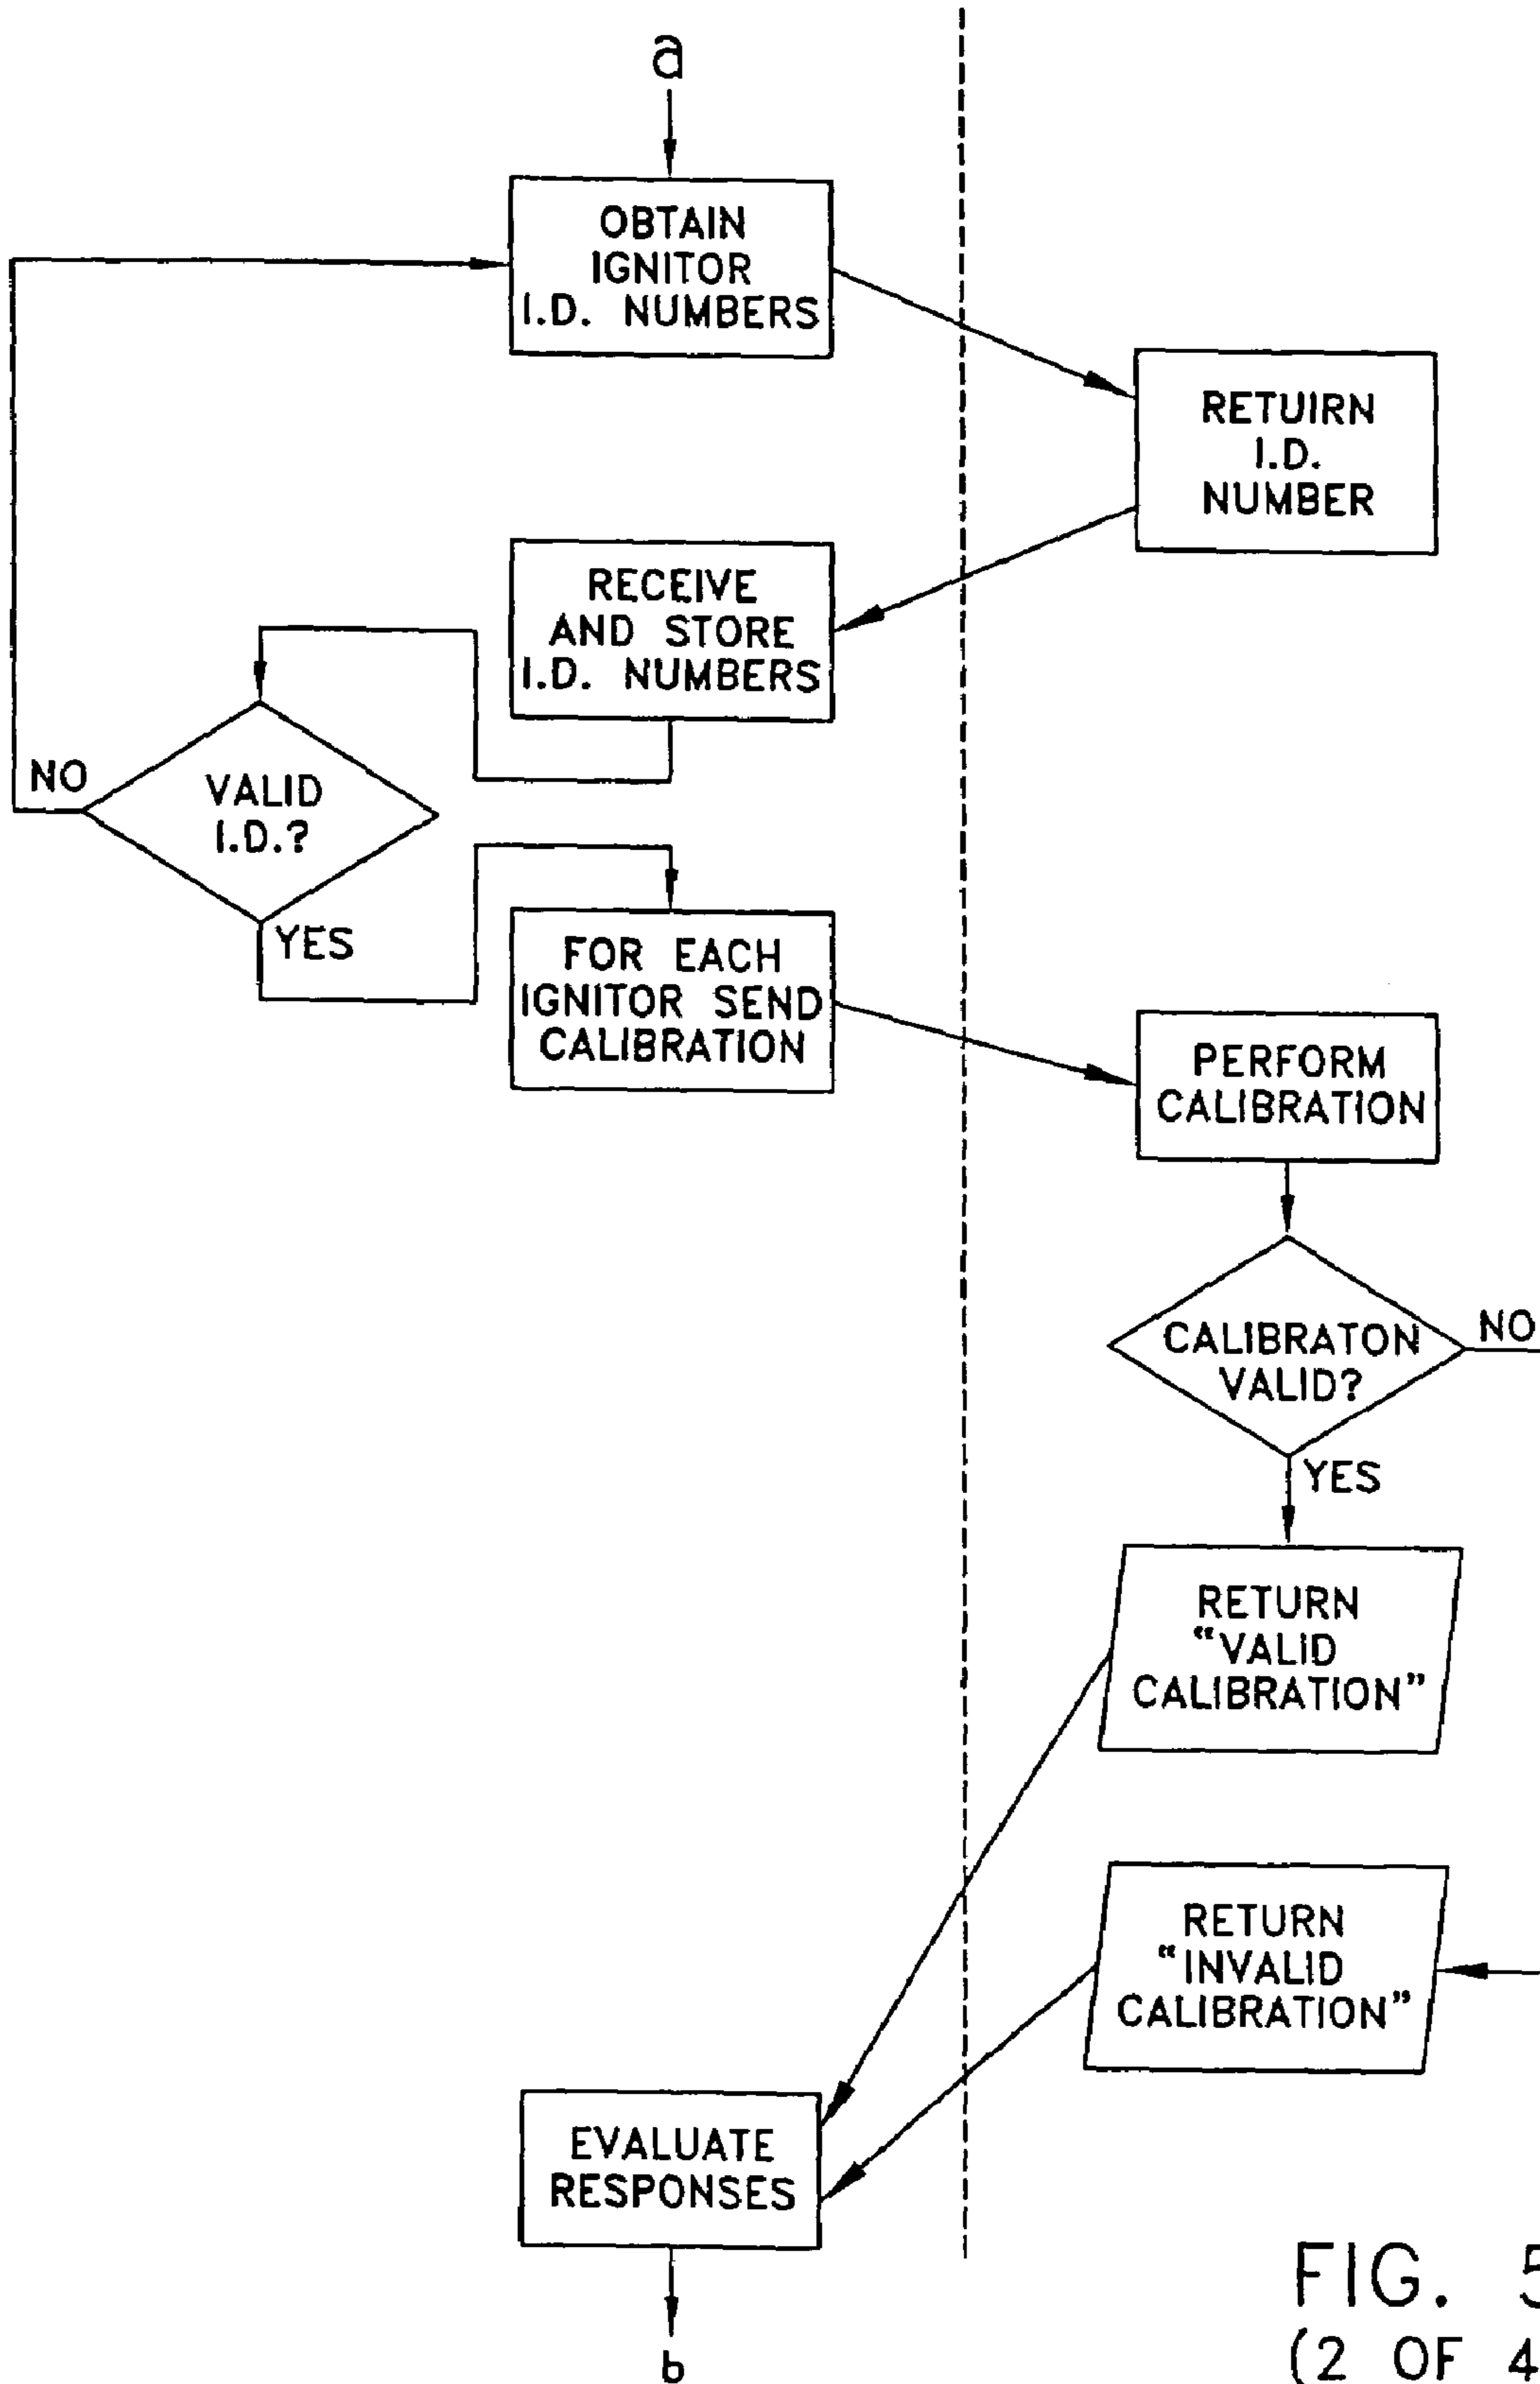 a
OBTAIN
IGNITOR
I.D. NUMBERS
RETUIRN
I.D.
NUMBER
RECEIVE
AND STORE
I.D. NUMBERS
NO
VALID
I.D.?
YES
FOR EACH
IGNITOR SEND
CALIBRATION
PERFORM
CALIBRATION
CALIBRATON
VALID?
NO
YES
RETURN
“VALID
CALIBRATION”
RETURN
“INVALID
CALIBRATION”
EVALUATE
RESPONSES
b
FIG. 5
(2 OF 4